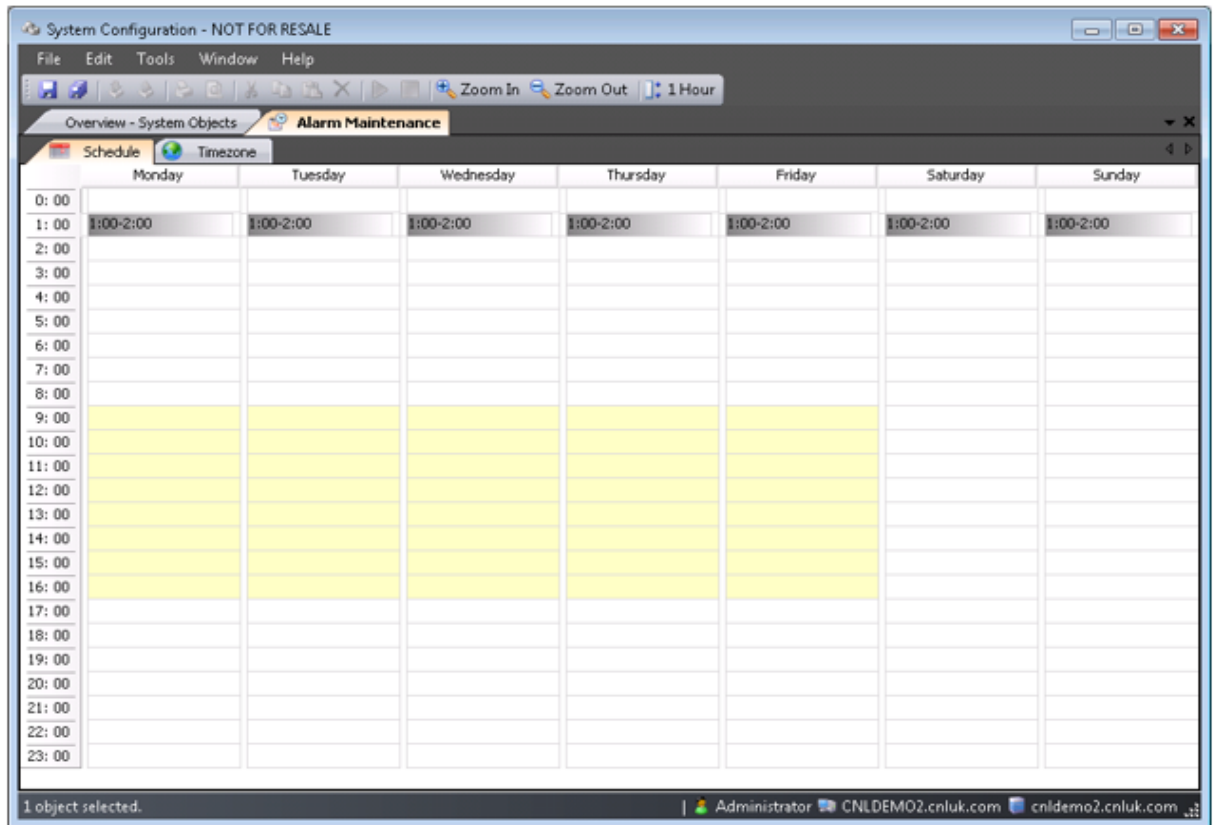 System Configuration - NOT FOR RESALE
File Edit Tools Window Help
Zoom In Zoom Out 1 Hour
Overview - System Objects Alarm Maintenance
Schedule Timezone
Monday Tuesday Wednesday Thursday Friday Saturday Sunday
0: 00
1: 00 1:00-2:00 1:00-2:00 1:00-2:00 1:00-2:00 1:00-2:00 1:00-2:00 1:00-2:00
2: 00
3: 00
4: 00
5: 00
6: 00
7: 00
8: 00
9: 00
10: 00
11: 00
12: 00
13: 00
14: 00
15: 00
16: 00
17: 00
18: 00
19: 00
20: 00
21: 00
22: 00
23: 00
1 object selected. | Administrator CNLDEMO2.cnluk.com cnldemo2.cnluk.com